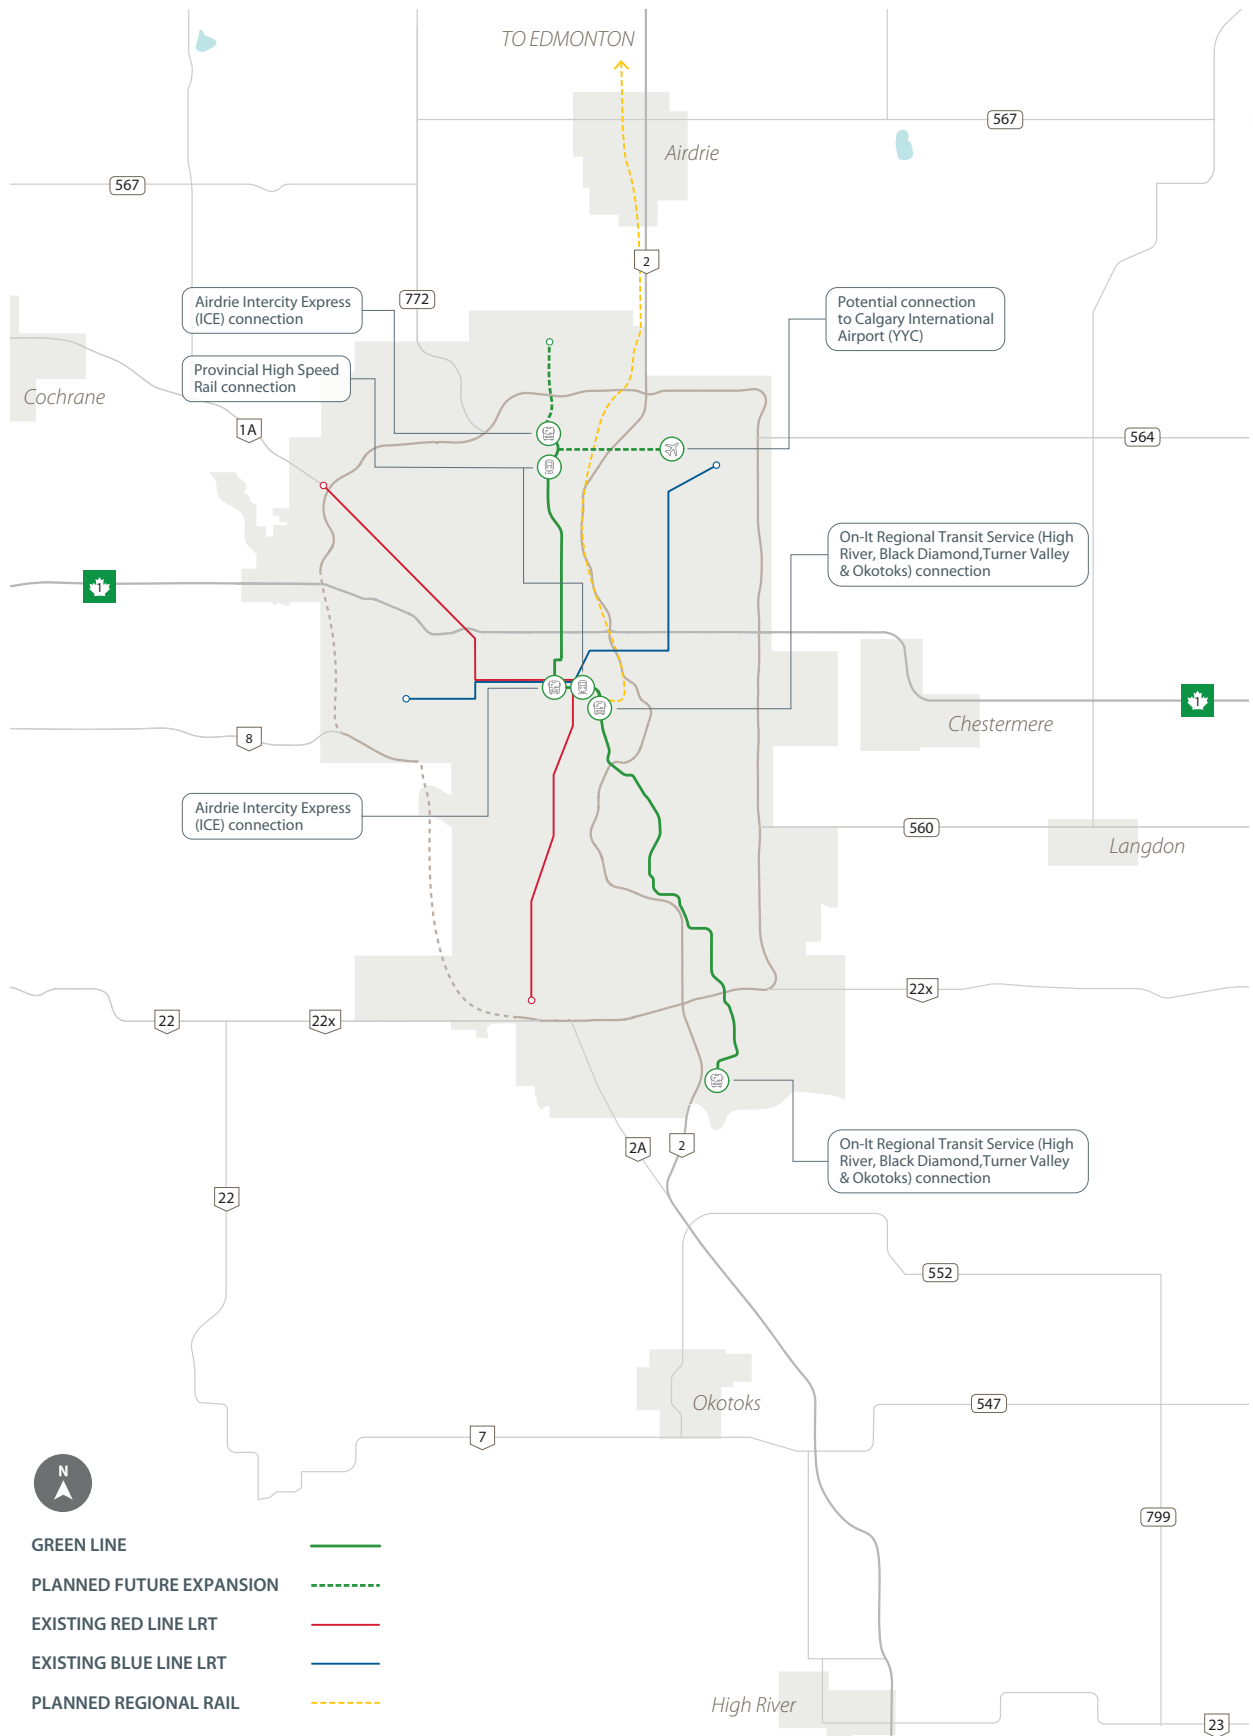 TO EDMONTON
567
Airdrie
567
2
Airdrie Intercity Express
(ICE) connection
772
Potential connection
to Calgary International
Airport (YYC)
Provincial High Speed
Rail connection
Cochrane
1A
564
On-It Regional Transit Service (High
River, Black Diamond,Turner Valley
& Okotoks) connection
1
1
Chestermere
8
Airdrie Intercity Express
(ICE) connection
560
Langdon
22x
22
22x
2A
2
On-It Regional Transit Service (High
River, Black Diamond,Turner Valley
& Okotoks) connection
22
552
Okotoks
547
7
N
799
GREEN LINE
PLANNED FUTURE EXPANSION
EXISTING RED LINE LRT
EXISTING BLUE LINE LRT
PLANNED REGIONAL RAIL
High River
23